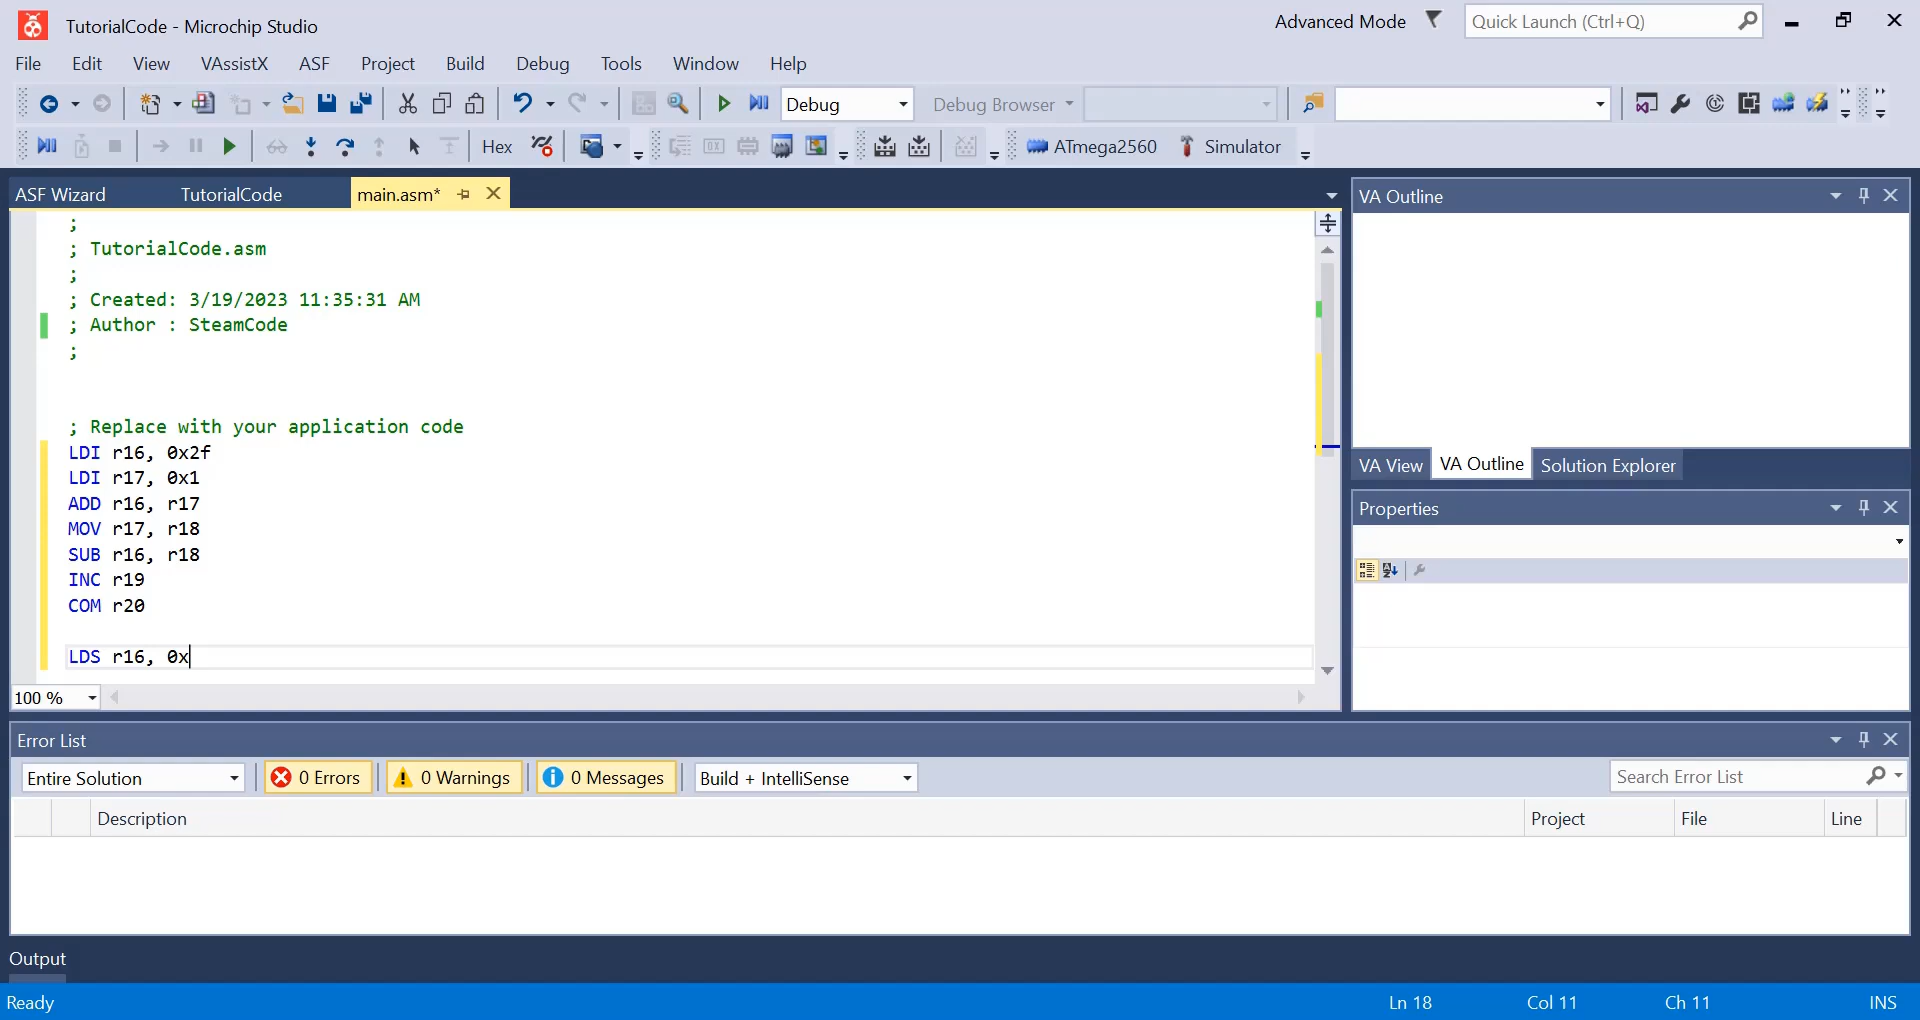 TutorialCode - Microchip Studio
Advanced Mode
Quick Launch (Ctrl+Q)
File Edit View VAssistX ASF Project Build Debug Tools Window Help
Debug
Debug Browser
Hex
ATmega2560
Simulator
ASF Wizard
TutorialCode
main.asm*
;
; TutorialCode.asm
;
; Created: 3/19/2023 11:35:31 AM
; Author : SteamCode
;
; Replace with your application code
LDI r16, 0x2f
LDI r17, 0x1
ADD r16, r17
MOV r17, r18
SUB r16, r18
INC r19
COM r20
LDS r16, 0x
100 %
VA Outline
VA View
VA Outline
Solution Explorer
Properties
Error List
Entire Solution
0 Errors
0 Warnings
0 Messages
Build + IntelliSense
Search Error List
Description
Project
File
Line
Output
Ready
Ln 18
Col 11
Ch 11
INS